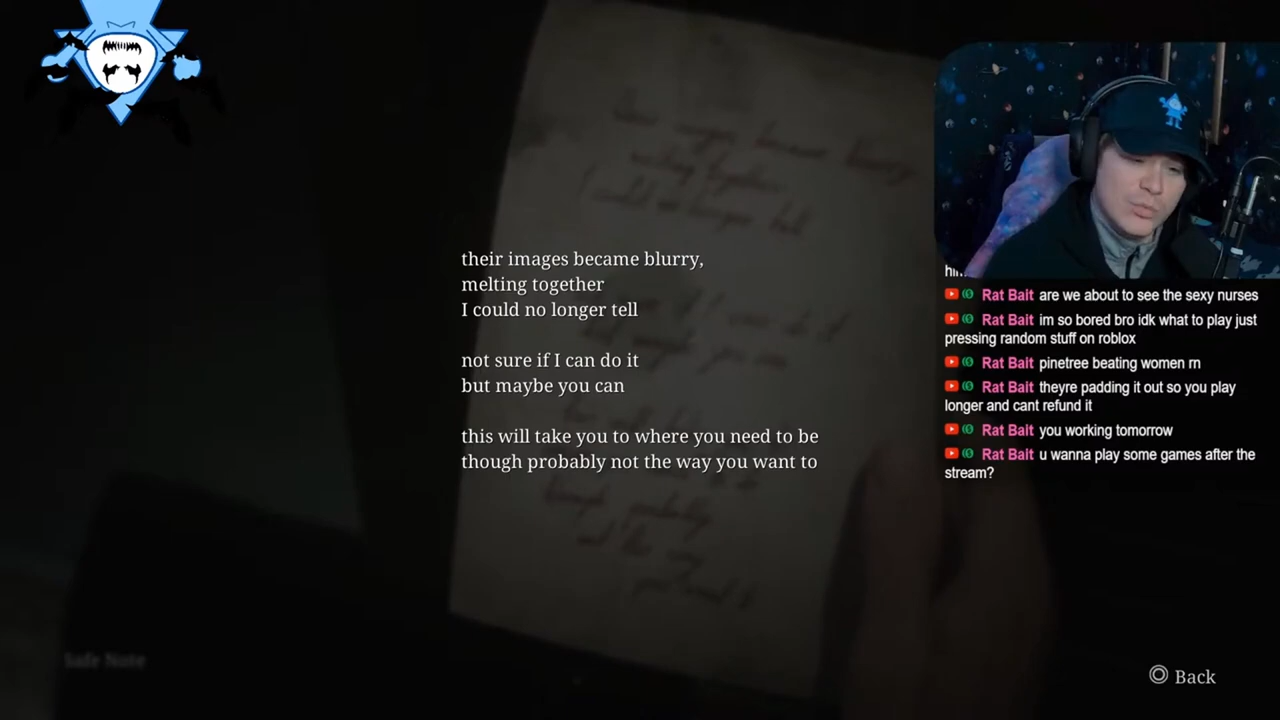 their images became blurry,
melting together
I could no longer tell
not sure if I can do it
but maybe you can
this will take you to where you need to be
though probably not the way you want to
Safe Note
Back
Rat Bait are we about to see the sexy nurses
Rat Bait im so bored bro idk what to play just
pressing random stuff on roblox
Rat Bait pinetree beating women rn
Rat Bait theyre padding it out so you play
longer and cant refund it
Rat Bait you working tomorrow
Rat Bait u wanna play some games after the
stream?